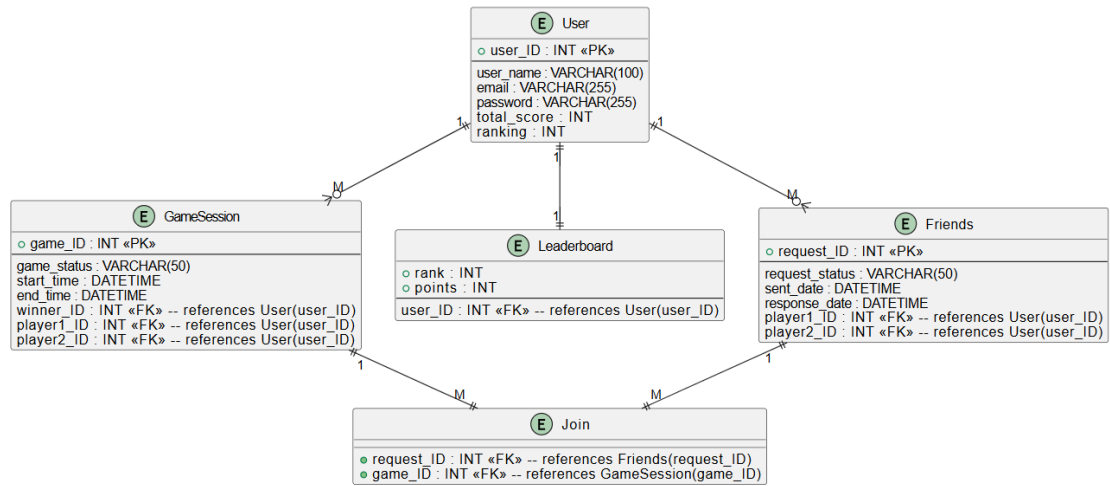 E User
user_ID : INT «PK»
user_name : VARCHAR(100)
email : VARCHAR(255)
password : VARCHAR(255)
total_score : INT
ranking : INT
1 1 1
M 1 M
E GameSession
game_ID : INT «PK»
game_status : VARCHAR(50)
start_time : DATETIME
end_time : DATETIME
winner_ID : INT «FK» -- references User(user_ID)
player1_ID : INT «FK» -- references User(user_ID)
player2_ID : INT «FK» -- references User(user_ID)
E Leaderboard
rank : INT
points : INT
user_ID : INT «FK» -- references User(user_ID)
E Friends
request_ID : INT «PK»
request_status : VARCHAR(50)
sent_date : DATETIME
response_date : DATETIME
player1_ID : INT «FK» -- references User(user_ID)
player2_ID : INT «FK» -- references User(user_ID)
1 1
M M
E Join
request_ID : INT «FK» -- references Friends(request_ID)
game_ID : INT «FK» -- references GameSession(game_ID)